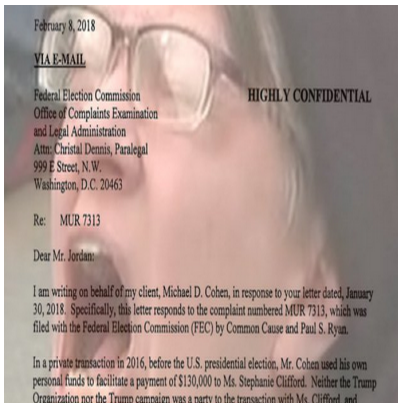 February 8, 2018
VIA E-MAIL
Federal Election Commission
HIGHLY CONFIDENTIAL
Office of Complaints Examination
and Legal Administration
Attn: Christal Dennis, Paralegal
999 E Street, N.W.
Washington, D.C. 20463
Re: MUR 7313
Dear Mr. Jordan:
I am writing on behalf of my client, Michael D. Cohen, in response to your letter dated, January
30, 2018. Specifically, this letter responds to the complaint numbered MUR 7313, which was
filed with the Federal Election Commission (FEC) by Common Cause and Paul S. Ryan.
In a private transaction in 2016, before the U.S. presidential election, Mr. Cohen used his own
personal funds to facilitate a payment of $130,000 to Ms. Stephanie Clifford. Neither the Trump
Organization nor the Trump campaign was a party to the transaction with Ms. Clifford, and